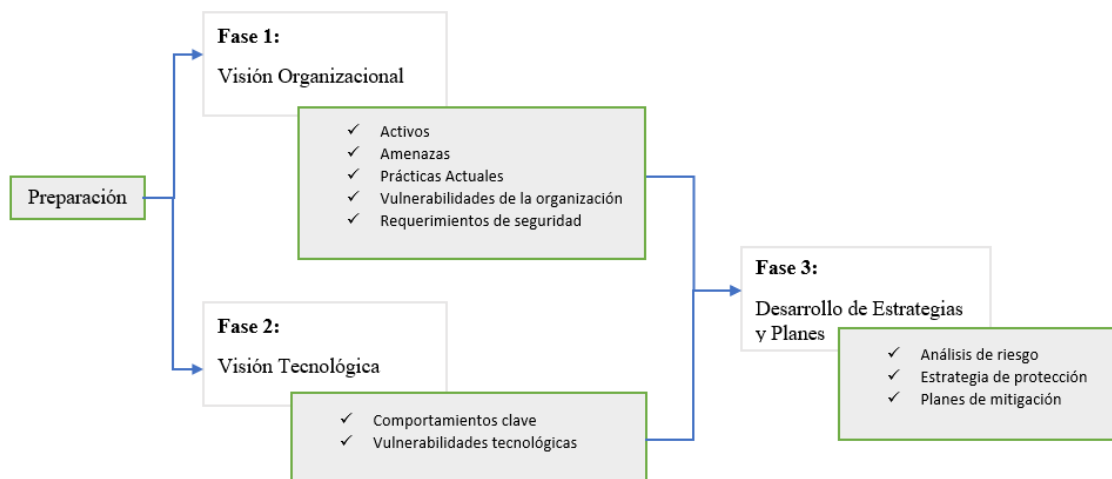 Preparación
Fase 1:
Visión Organizacional
✓ Activos
✓ Amenazas
✓ Prácticas Actuales
✓ Vulnerabilidades de la organización
✓ Requerimientos de seguridad
Fase 2:
Visión Tecnológica
✓ Comportamientos clave
✓ Vulnerabilidades tecnológicas
Fase 3:
Desarrollo de Estrategias
y Planes
✓ Análisis de riesgo
✓ Estrategia de protección
✓ Planes de mitigación